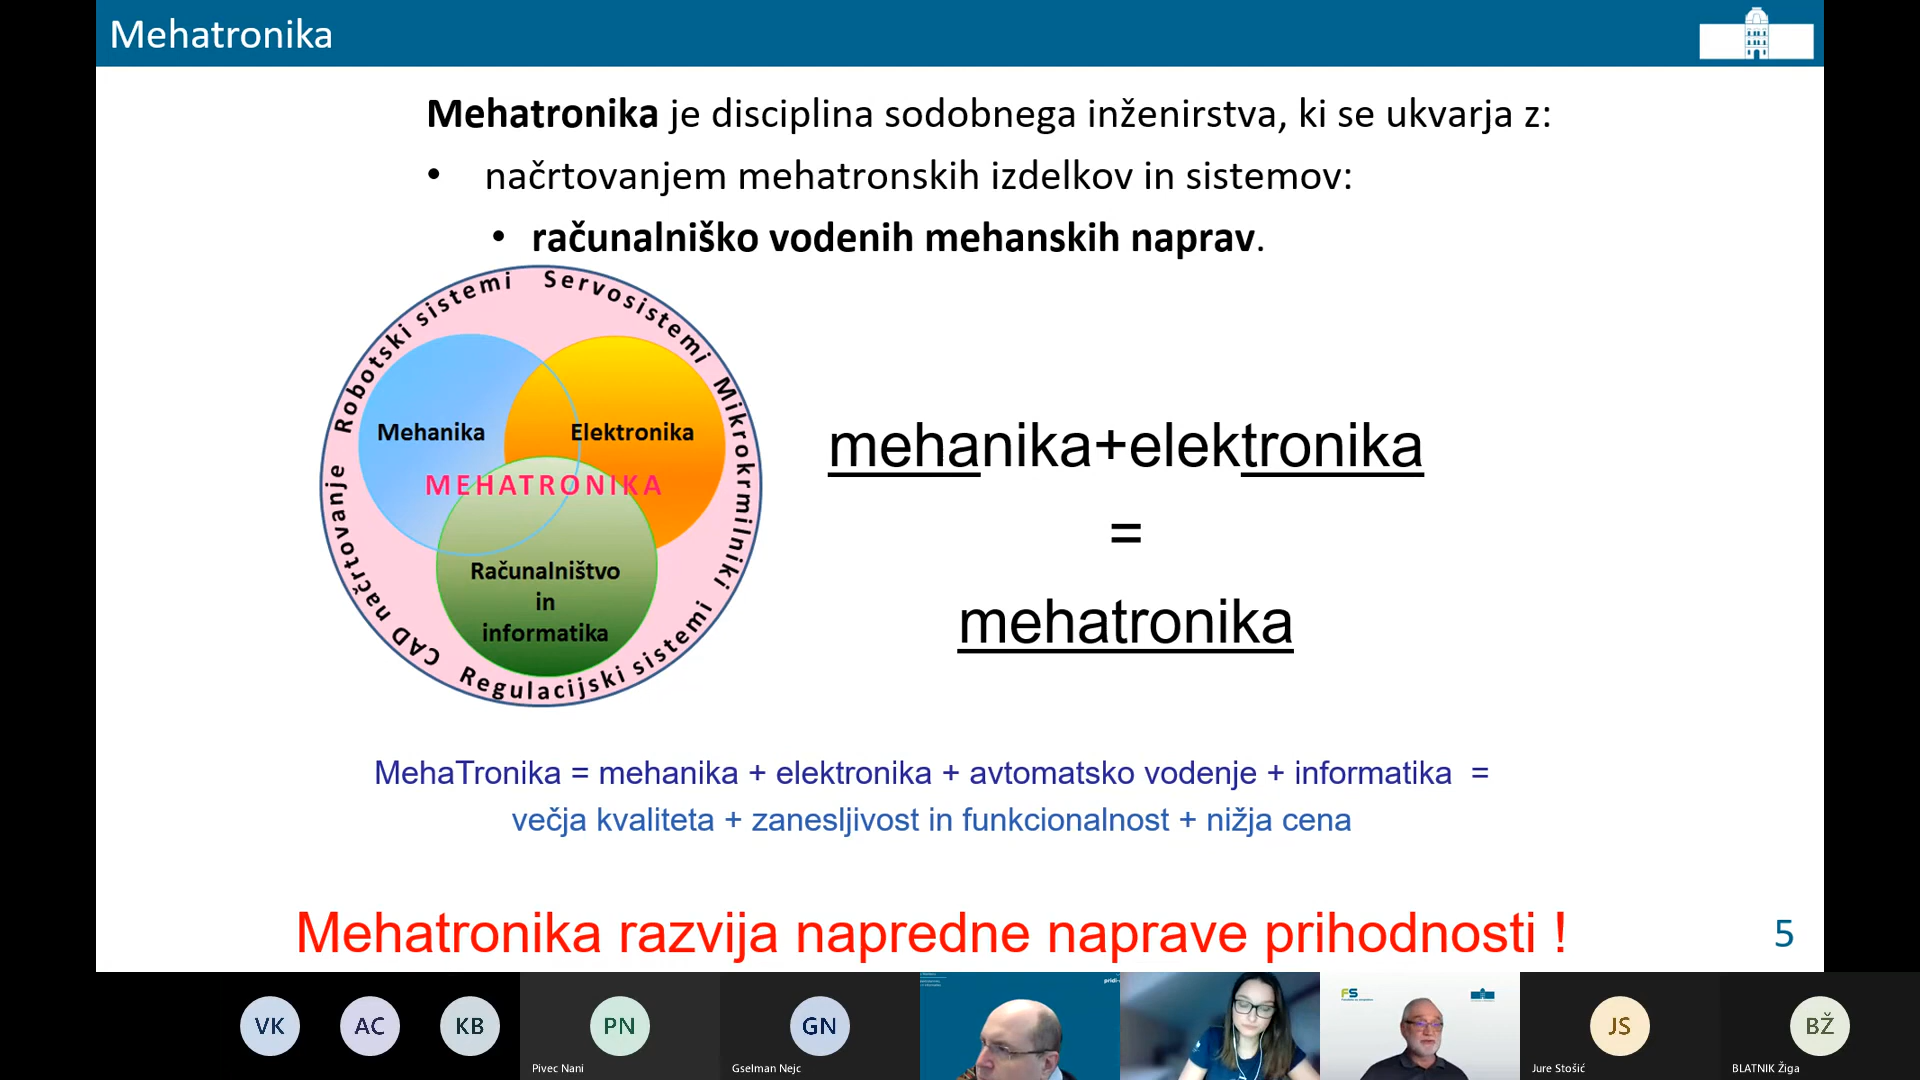 Mehatronika
Mehatronika je disciplina sodobnega inženirstva, ki se ukvarja z:
• načrtovanjem mehatronskih izdelkov in sistemov:
• računalniško vodenih mehanskih naprav.
Robotski sistemi
Servosistemi
Mikrokrmilniki
Regulacijski sistemi
CAD načrtovanje
Mehanika
Elektronika
MEHATRONIKA
Računalništvo
in
informatika
mehanika+elektronika
=
mehatronika
MehaTronika = mehanika + elektronika + avtomatsko vodenje + informatika =
večja kvaliteta + zanesljivost in funkcionalnost + nižja cena
Mehatronika razvija napredne naprave prihodnosti !
5
VK
AC
KB
PN
Pivec Nani
GN
Gselman Nejc
pridi
FS
JS
Jure Stošić
BŽ
BLATNIK Žiga